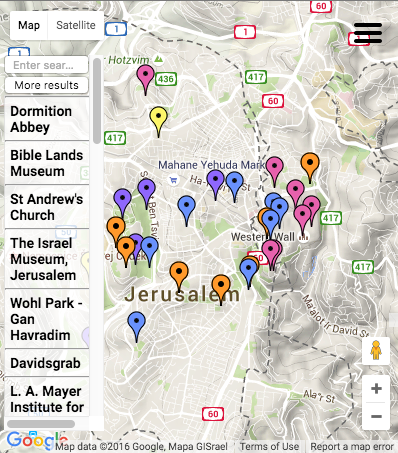 Map
Satellite
60
1
1
Hotzvim
436
417
417
60
Enter sear...
More results
Dormition
Abbey
Bible Lands
Museum
St Andrew's
Church
The Israel
Museum,
Jerusalem
Wohl Park -
Gan
Havradim
Davidsgrab
L. A. Mayer
Institute for
417
Mahane Yehuda Mark
417
Western Wall
60
Jerusalem
Ma'alot Ir David St
Ala'r St
60
Google
Map data ©2016 Google, Mapa GISrael
Terms of Use
Report a map error